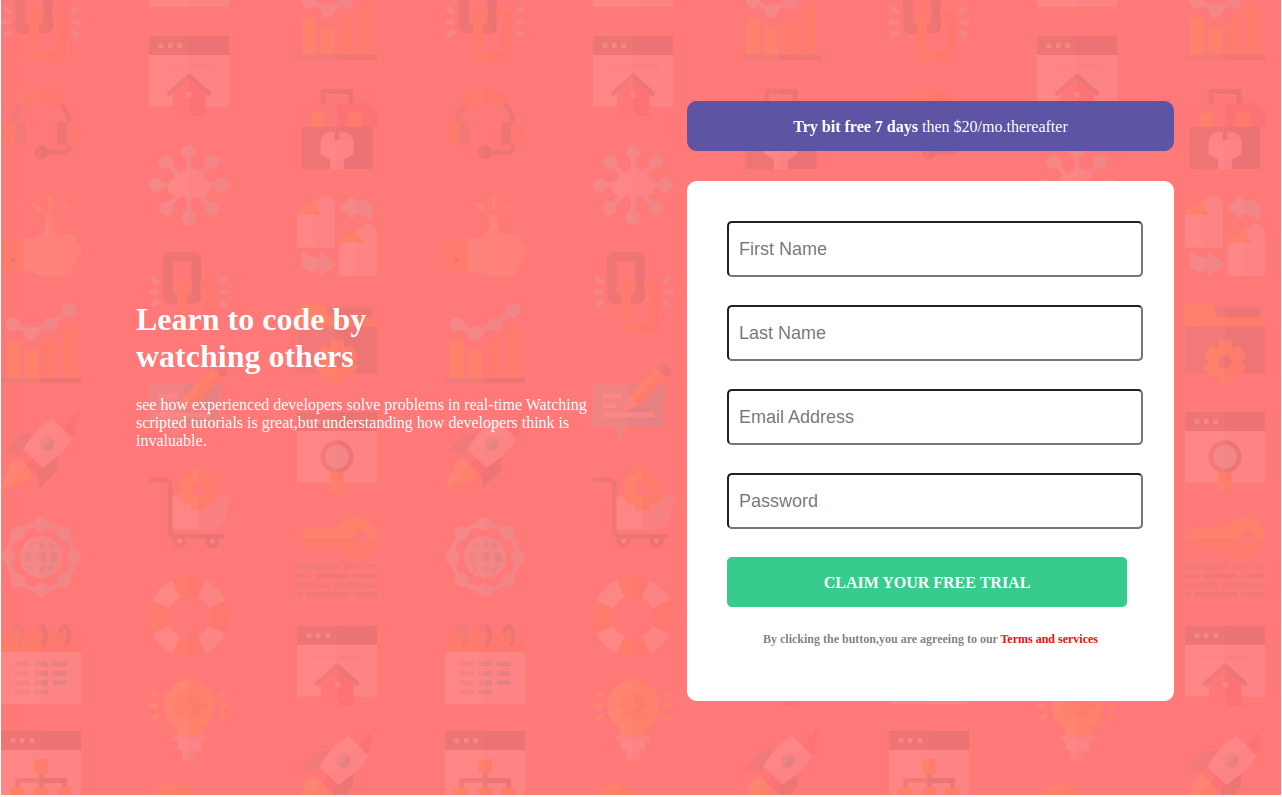 Learn to code by
watching others
see how experienced developers solve problems in real-time Watching
scripted tutorials is great,but understanding how developers think is
invaluable.
Try bit free 7 days then $20/mo.thereafter
First Name
Last Name
Email Address
Password
CLAIM YOUR FREE TRIAL
By clicking the button,you are agreeing to our Terms and services